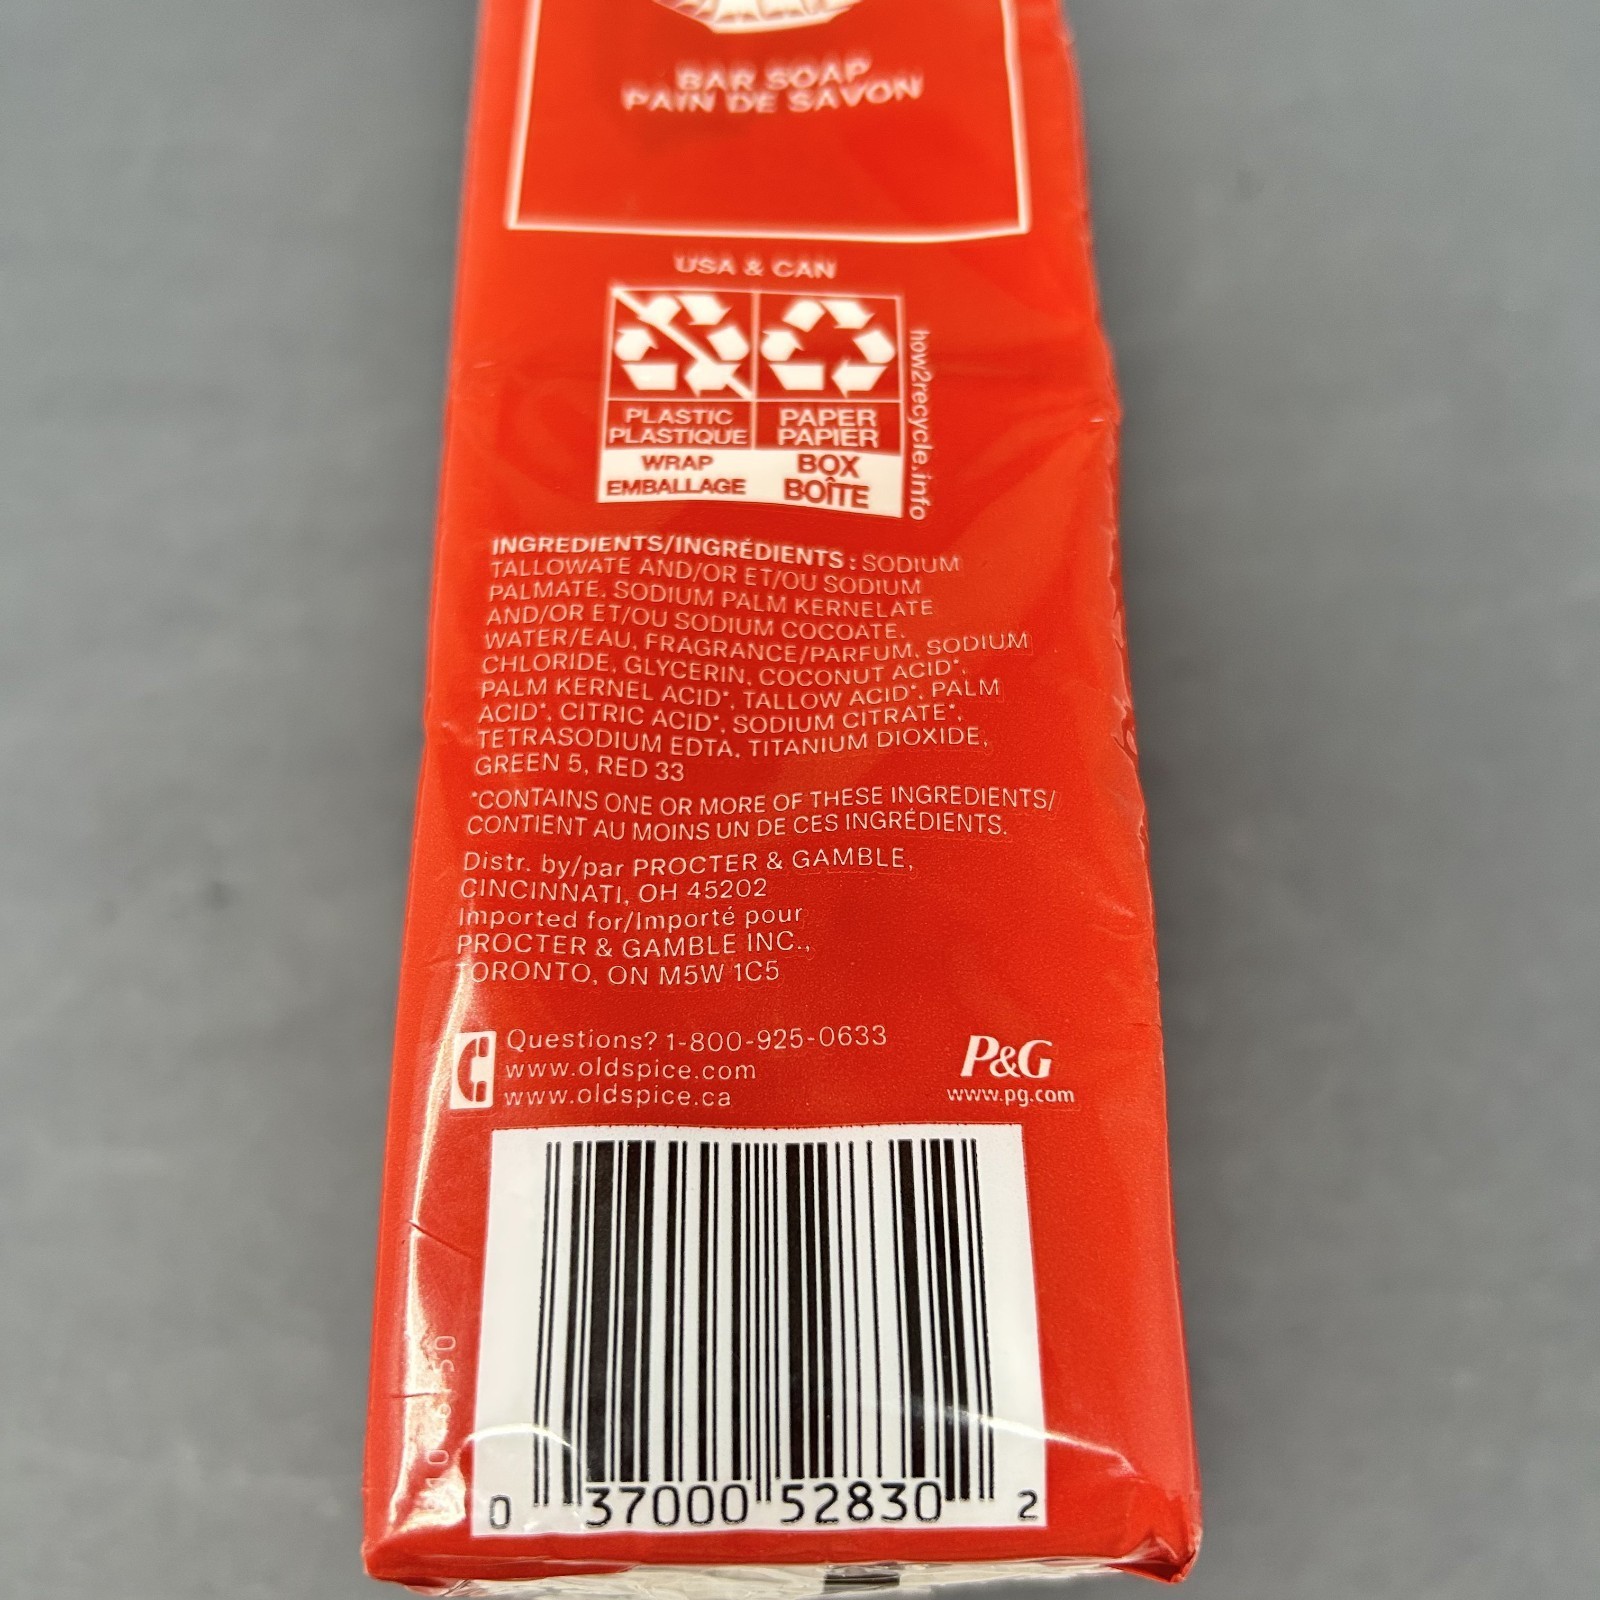 BAR SOAP
PAIN DE SAVON
USA & CAN
PLASTIC
PLASTIQUE
WRAP
EMBALLAGE
PAPER
PAPIER
BOX
BOÎTE
how2recycle.info
INGREDIENTS/INGRÉDIENTS : SODIUM
TALLOWATE AND/OR ET/OU SODIUM
PALMATE, SODIUM PALM KERNELATE
AND/OR ET/OU SODIUM COCOATE,
WATER/EAU, FRAGRANCE/PARFUM, SODIUM
CHLORIDE, GLYCERIN, COCONUT ACID*,
PALM KERNEL ACID*, TALLOW ACID*, PALM
ACID*, CITRIC ACID*, SODIUM CITRATE*,
TETRASODIUM EDTA, TITANIUM DIOXIDE,
GREEN 5, RED 33
*CONTAINS ONE OR MORE OF THESE INGREDIENTS/
CONTIENT AU MOINS UN DE CES INGRÉDIENTS.
Distr. by/par PROCTER & GAMBLE,
CINCINNATI, OH 45202
Imported for/Importé pour
PROCTER & GAMBLE INC.,
TORONTO, ON M5W 1C5
Questions? 1-800-925-0633
www.oldspice.com
www.oldspice.ca
P&G
www.pg.com
0 37000 52830 2